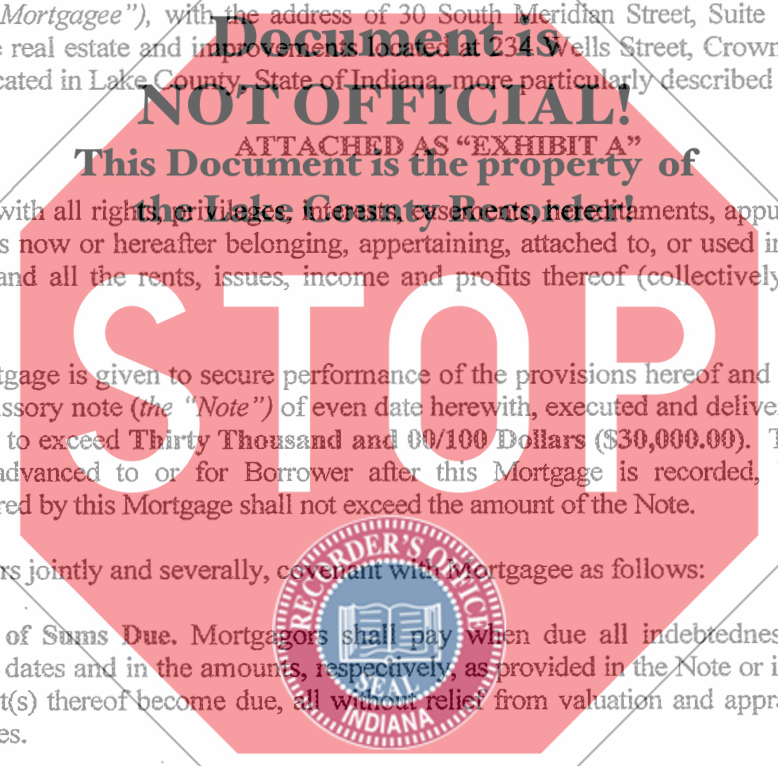 Mortgagee”), with the address of 30 South Meridian Street, Suite
e real estate and improvements located at 234 Wells Street, Crown
cated in Lake County, State of Indiana, more particularly described
Document is
NOT OFFICIAL!
ATTACHED AS “EXHIBIT A”
This Document is the property of
the Lake County Recorder!
with all rights, privileges, interests, easements, hereditaments, appu
s now or hereafter belonging, appertaining, attached to, or used in
and all the rents, issues, income and profits thereof (collectively
STOP
tgage is given to secure performance of the provisions hereof and
issory note (the “Note”) of even date herewith, executed and delive
to exceed Thirty Thousand and 00/100 Dollars ($30,000.00). T
advanced to or for Borrower after this Mortgage is recorded,
red by this Mortgage shall not exceed the amount of the Note.
rs jointly and severally, covenant with Mortgagee as follows:
of Sums Due. Mortgagors shall pay when due all indebtednes
dates and in the amounts, respectively, as provided in the Note or i
t(s) thereof become due, all without relief from valuation and appra
es.
RECORDER'S OFFICE
SEAL
INDIANA